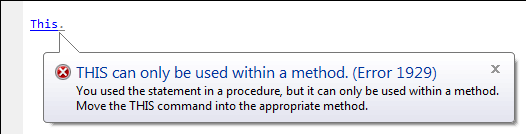 This.
THIS can only be used within a method. (Error 1929)
You used the statement in a procedure, but it can only be used within a method.
Move the THIS command into the appropriate method.